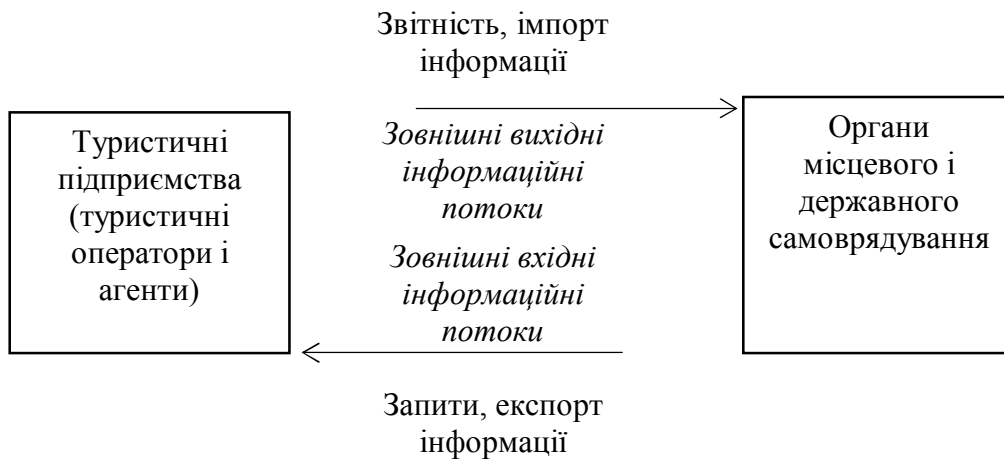 Звітність, імпорт
інформації
Туристичні
підприємства
(туристичні
оператори і
агенти)
Зовнішні вихідні
інформаційні
потоки
Зовнішні вхідні
інформаційні
потоки
Органи
місцевого і
державного
самоврядування
Запити, експорт
інформації